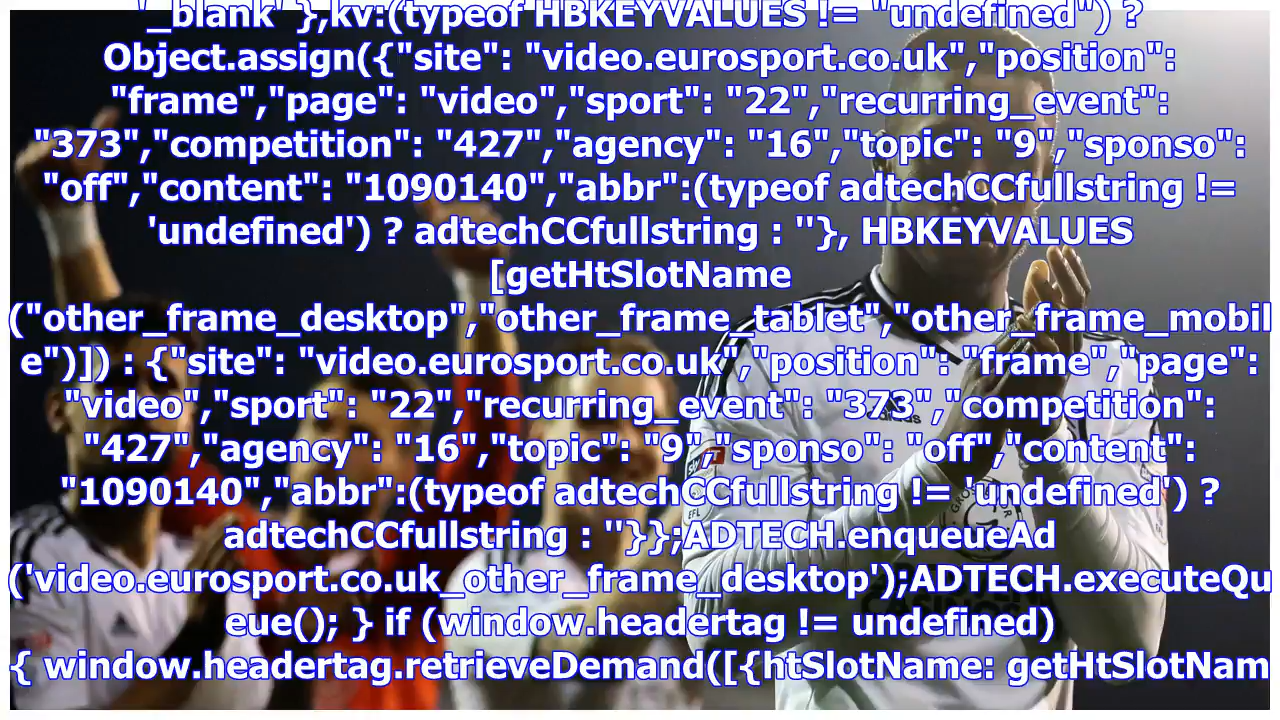 '_blank' },kv:(typeof HBKEYVALUES != "undefined") ?
Object.assign({"site": "video.eurosport.co.uk","position":
"frame","page": "video","sport": "22","recurring_event":
"373","competition": "427","agency": "16","topic": "9","sponso":
"off","content": "1090140","abbr":(typeof adtechCCfullstring !=
'undefined') ? adtechCCfullstring : ''}, HBKEYVALUES
[getHtSlotName
("other_frame_desktop","other_frame_tablet","other_frame_mobil
e")]) : {"site": "video.eurosport.co.uk","position": "frame","page":
"video","sport": "22","recurring_event": "373","competition":
"427","agency": "16","topic": "9","sponso": "off","content":
"1090140","abbr":(typeof adtechCCfullstring != 'undefined') ?
adtechCCfullstring : ''}};ADTECH.enqueueAd
('video.eurosport.co.uk_other_frame_desktop');ADTECH.executeQu
eue(); } if (window.headertag != undefined)
{ window.headertag.retrieveDemand([{htSlotName: getHtSlotNam
adidas
EFL